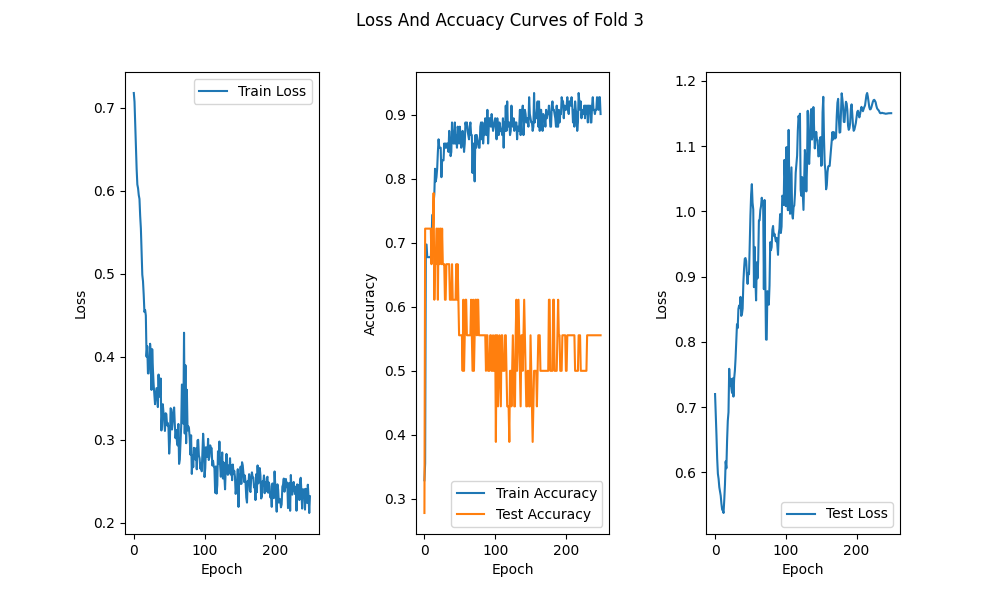 Loss And Accuacy Curves of Fold 3
Train Loss
0.7
0.6
0.5
0.4
0.3
0.2
Loss
0
100
200
Epoch
0.9
0.8
0.7
0.6
0.5
0.4
0.3
Accuracy
Train Accuracy
Test Accuracy
0
100
200
Epoch
1.2
1.1
1.0
0.9
0.8
0.7
0.6
Loss
Test Loss
0
100
200
Epoch